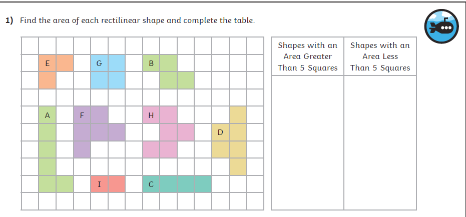 1) Find the area of each rectilinear shape and complete the table.
E G B
A F H
D
I C
Shapes with an Area Greater Than 5 Squares
Shapes with an Area Less Than 5 Squares